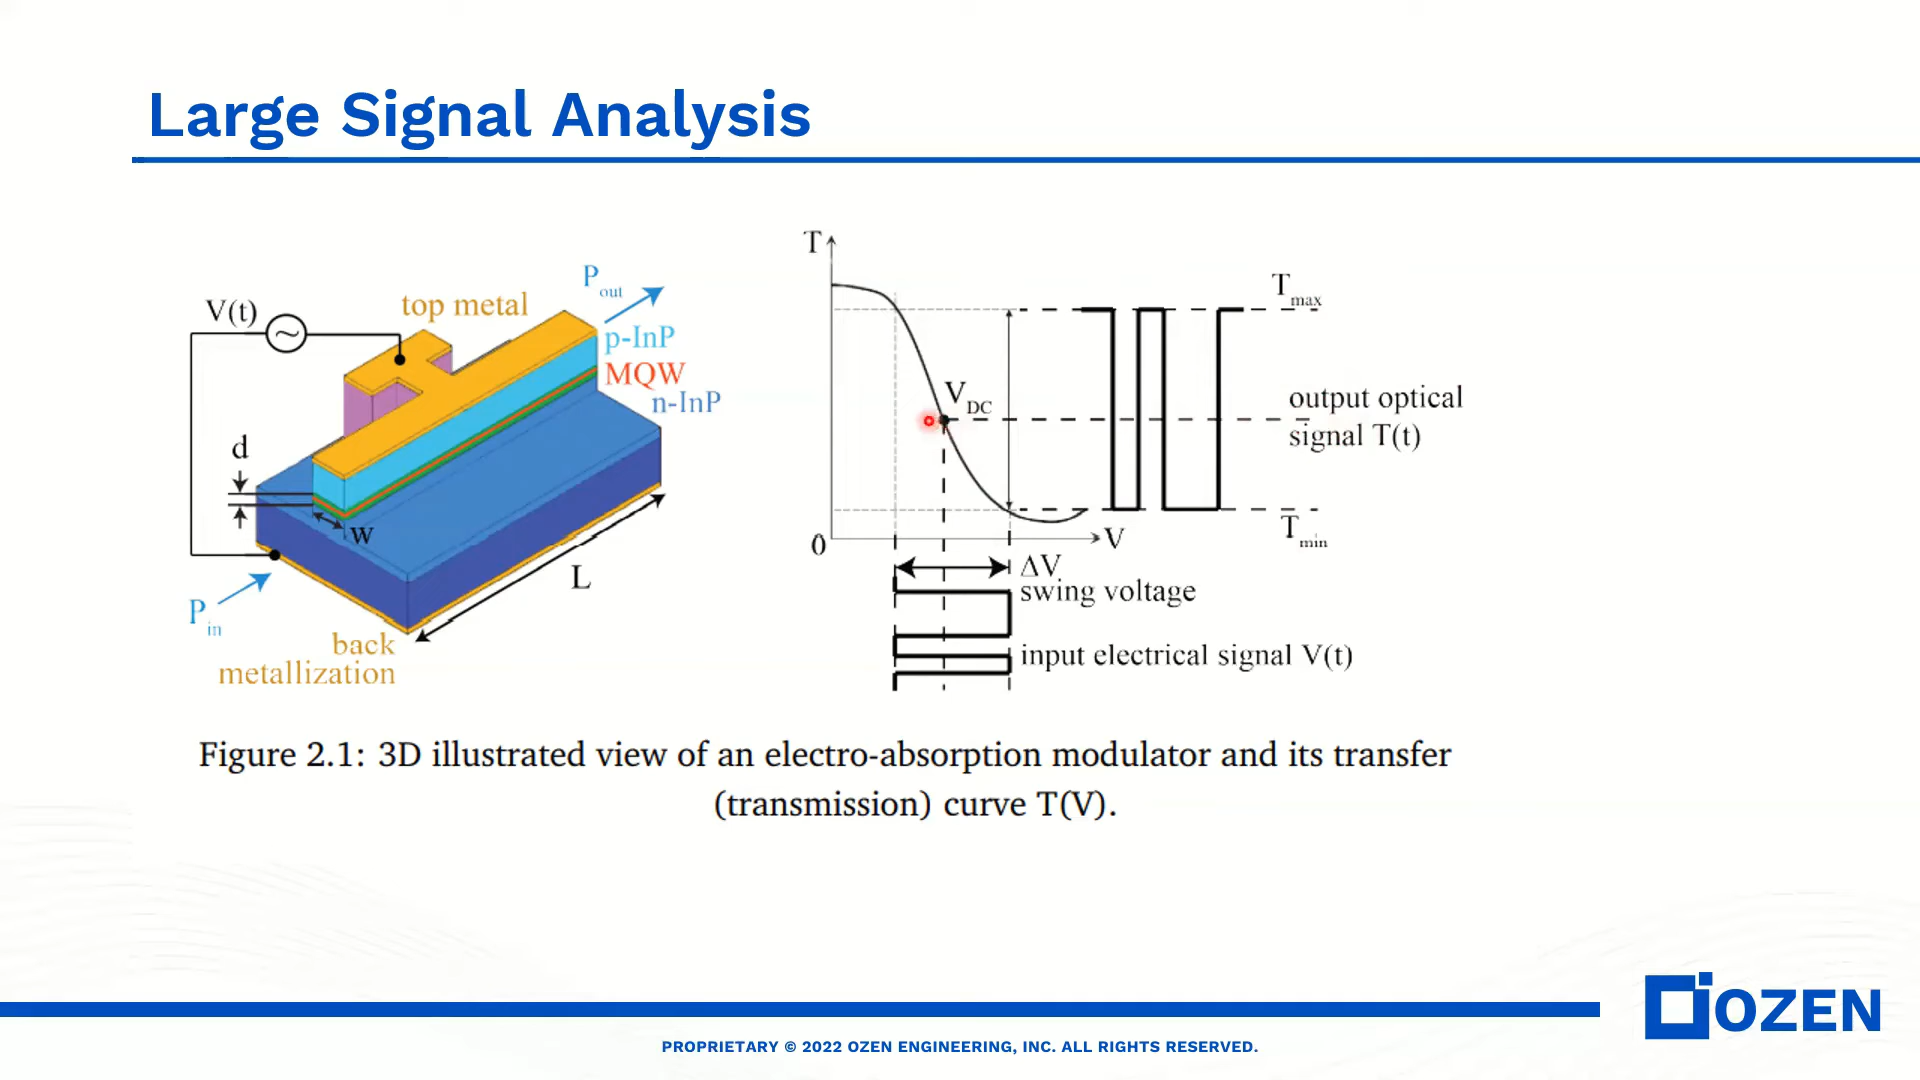 Large Signal Analysis
V(t)
top metal
P out
p-InP
MQW
n-InP
d
w
L
P in
back
metallization
T
T max
V DC
output optical
signal T(t)
T min
0
V
ΔV
swing voltage
input electrical signal V(t)
Figure 2.1: 3D illustrated view of an electro-absorption modulator and its transfer
(transmission) curve T(V).
OZEN
PROPRIETARY © 2022 OZEN ENGINEERING, INC. ALL RIGHTS RESERVED.